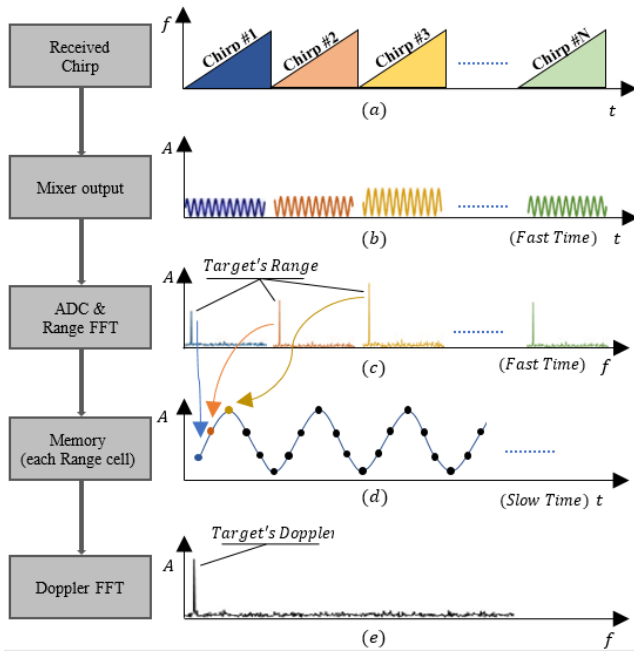 Received
Chirp
f
Chirp #1
Chirp #2
Chirp #3
Chirp #N
(a)
t
Mixer output
A
(b)
(Fast Time)
t
ADC &
Range FFT
A
Target's Range
(c)
(Fast Time)
f
Memory
(each Range cell)
A
(d)
(Slow Time) t
Doppler FFT
A
Target's Doppler
(e)
f